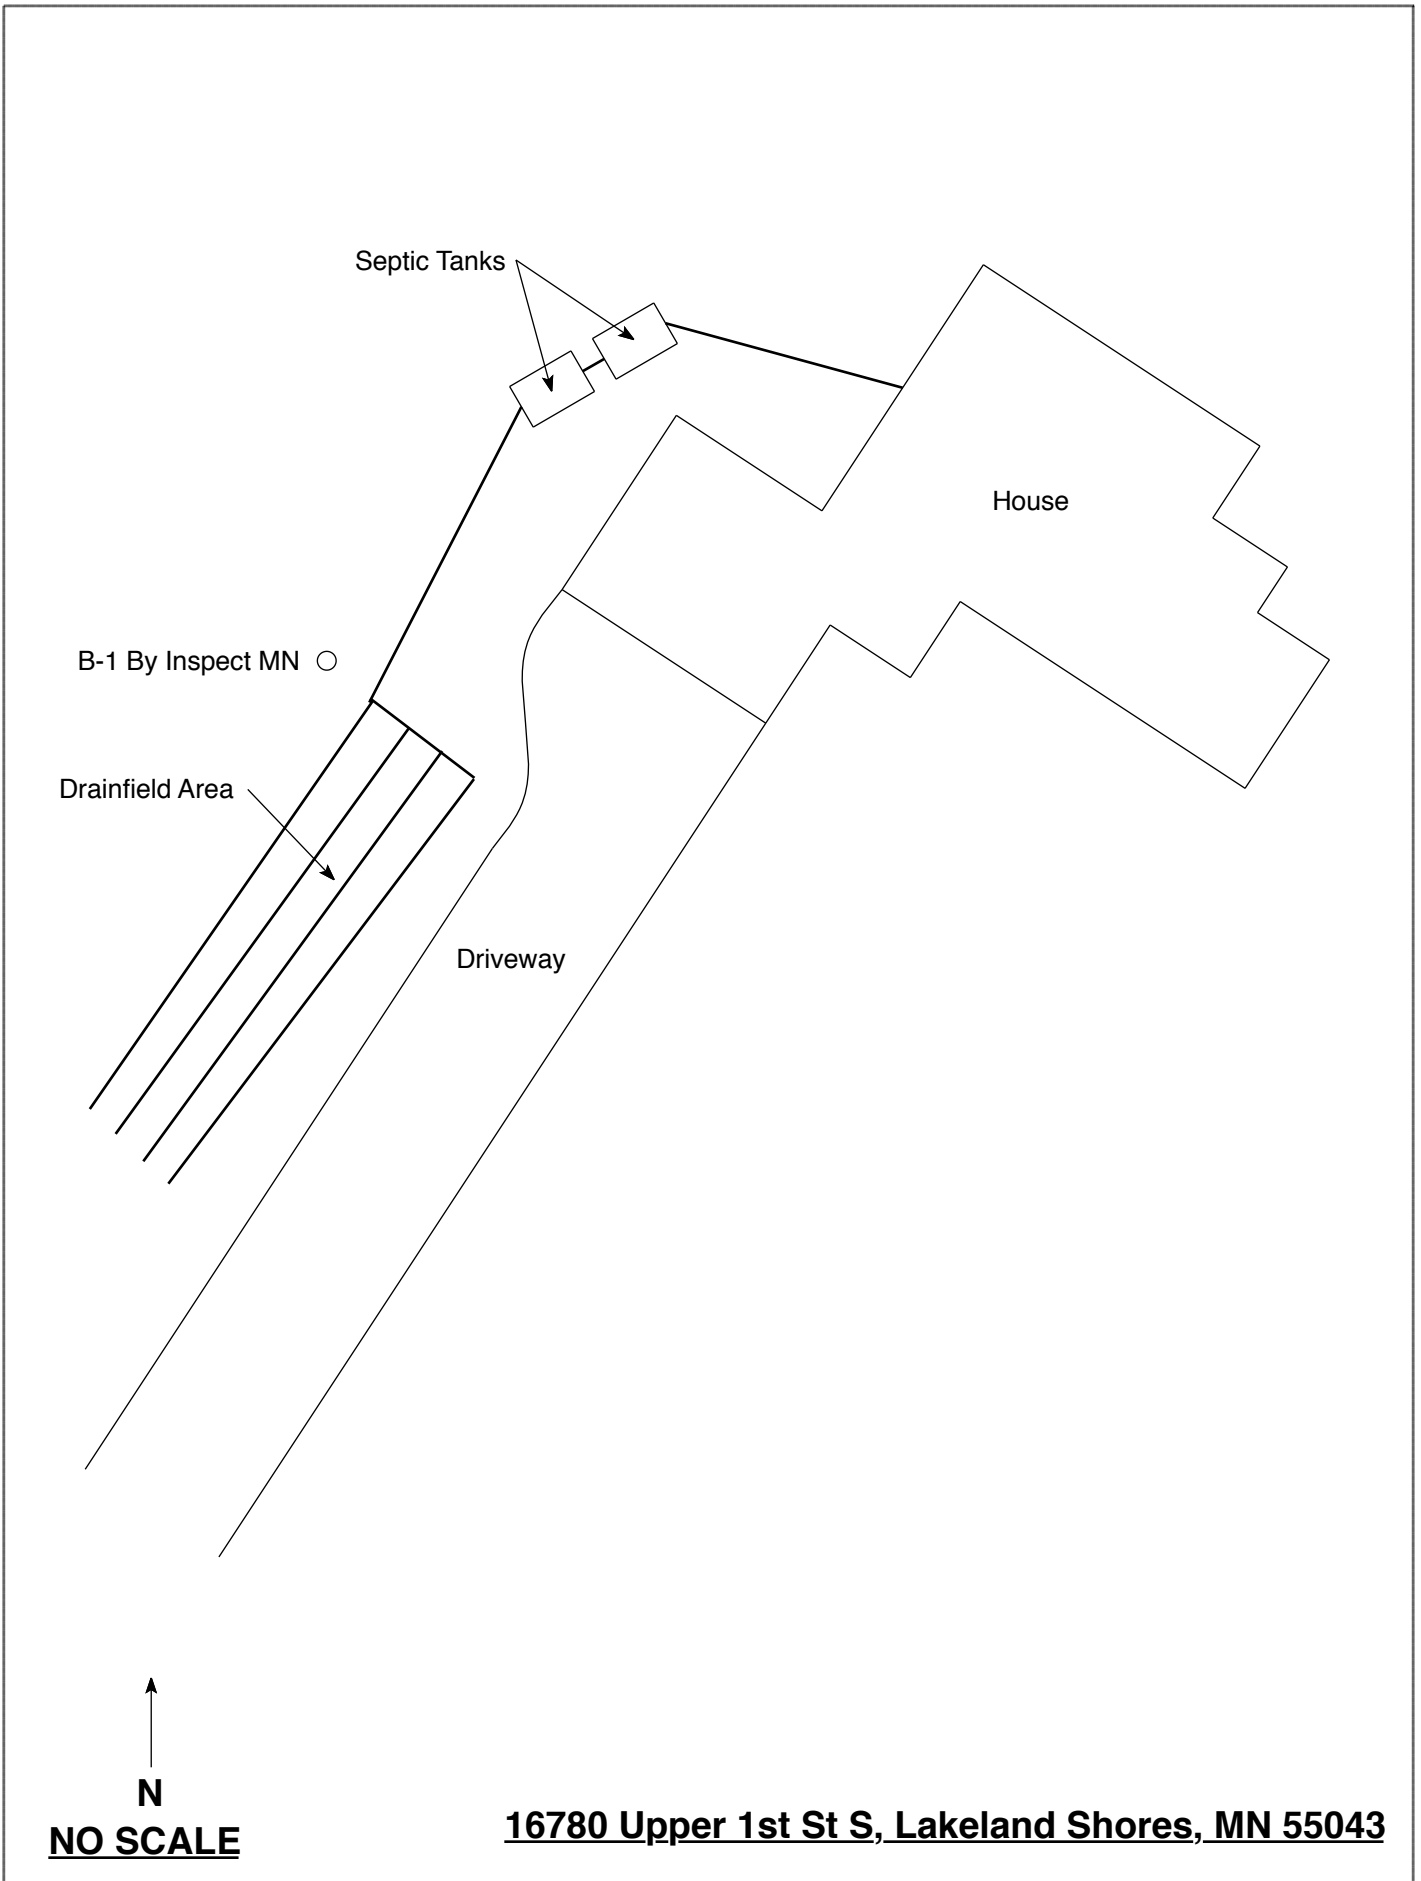 Septic Tanks
House
B-1 By Inspect MN
Drainfield Area
Driveway
N
NO SCALE
16780 Upper 1st St S, Lakeland Shores, MN 55043